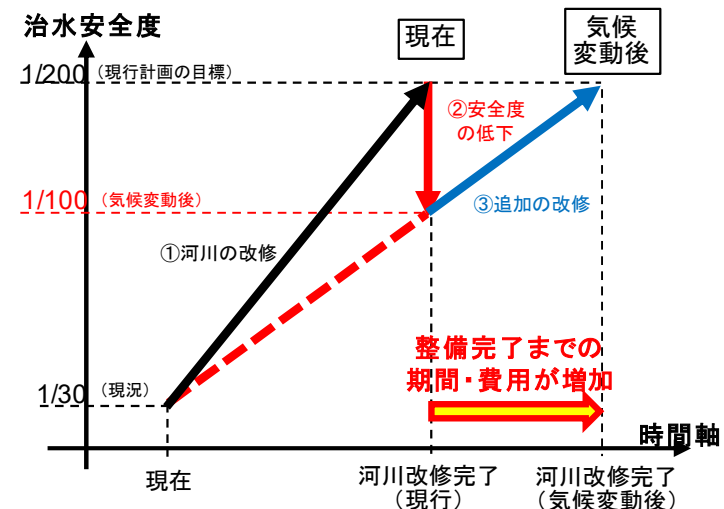 治水安全度
現在
気候
変動後
1/200（現行計画の目標）
②安全度
の低下
1/100（気候変動後）
③追加の改修
①河川の改修
整備完了までの
期間・費用が増加
1/30（現況）
時間軸
現在
河川改修完了
（現行）
河川改修完了
（気候変動後）